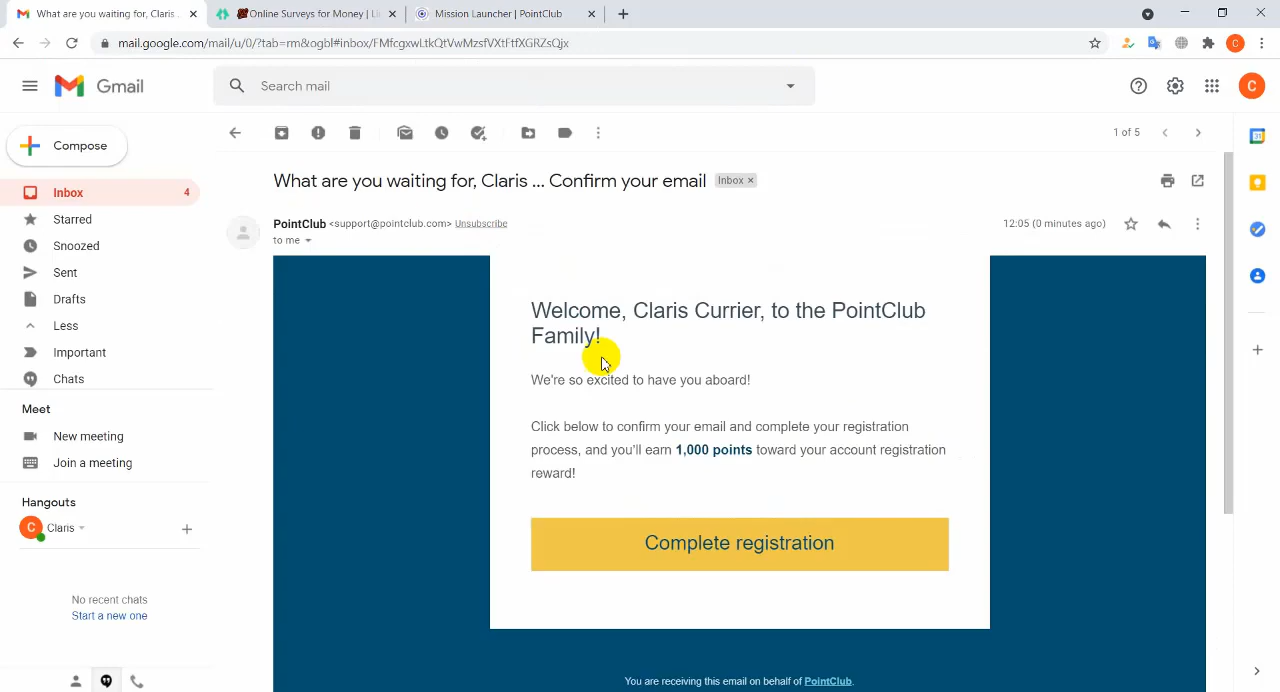 What are you waiting for, Claris
Online Surveys for Money |
Mission Launcher | PointClub
mail.google.com/mail/u/0/?tab=rm&ogbl#inbox/FMfcgxwLtkQtVwMzsfVXtFtfXGRZsQjx
C
Gmail
Search mail
C
Compose
1 of 5
Inbox 4
What are you waiting for, Claris ... Confirm your email Inbox ×
Starred
PointClub <support@pointclub.com> Unsubscribe 12:05 (0 minutes ago)
to me
Snoozed
Sent
Drafts
Less
Important
Chats
Welcome, Claris Currier, to the PointClub
Family!
We're so excited to have you aboard!
Click below to confirm your email and complete your registration
process, and you'll earn 1,000 points toward your account registration
reward!
Complete registration
Meet
New meeting
Join a meeting
Hangouts
C Claris
No recent chats
Start a new one
You are receiving this email on behalf of PointClub.